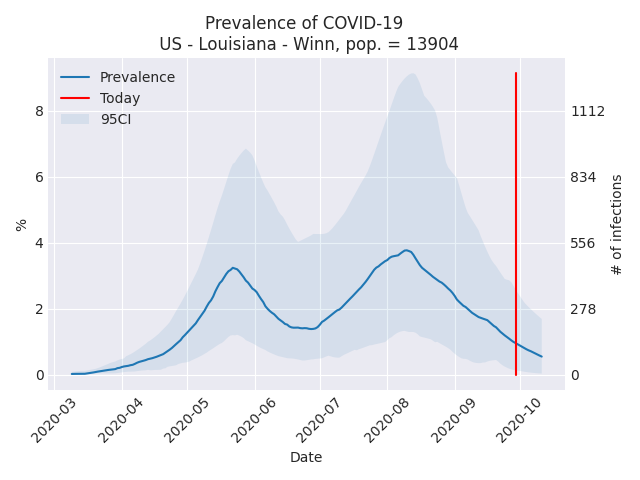 Prevalence of COVID-19
US - Louisiana - Winn, pop. = 13904
Prevalence
Today
95CI
8
6
4
2
0
%
1112
834
556
278
0
# of infections
2020-03
2020-04
2020-05
2020-06
2020-07
2020-08
2020-09
2020-10
Date